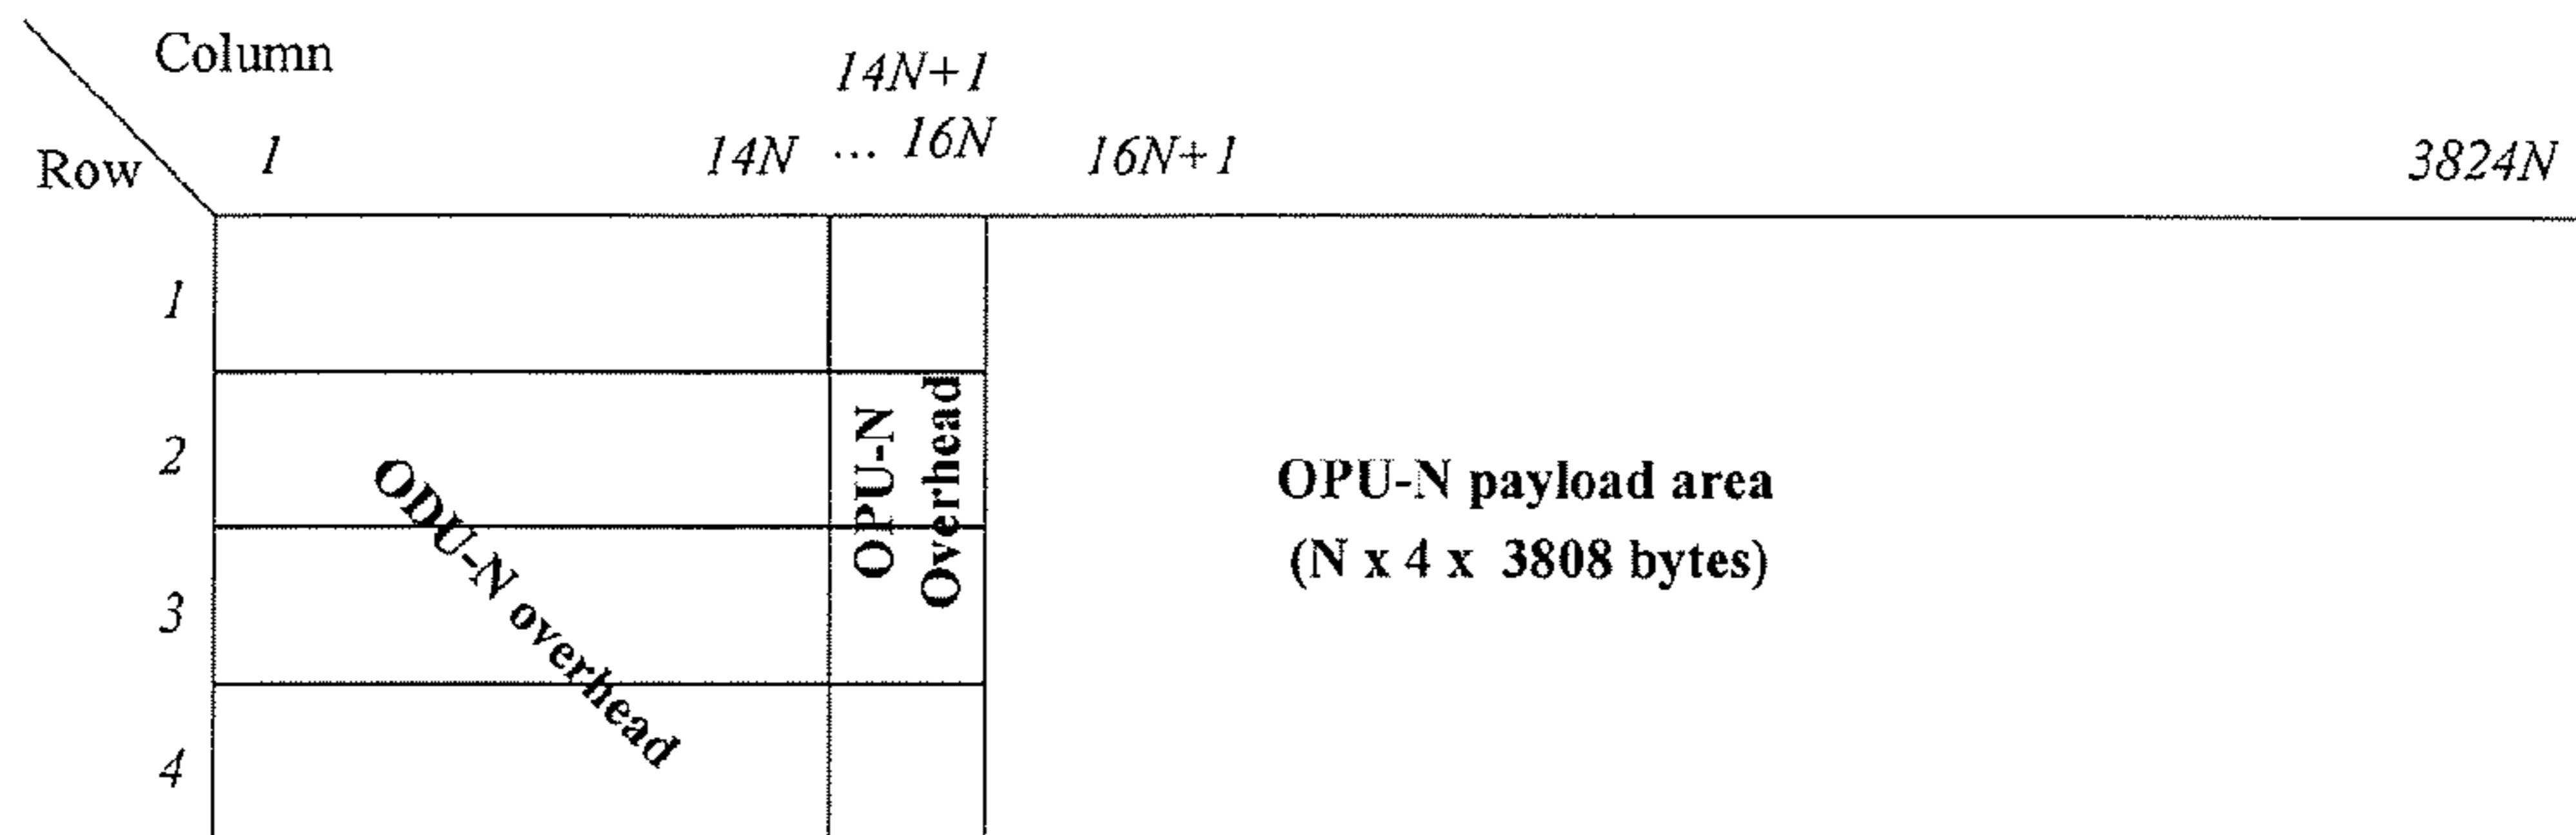 Column
14N+1
Row 1 14N ... 16N 16N+1 3824N
1
2
3
4
ODU-N overhead
OPU-N
Overhead
OPU-N payload area
(N x 4 x 3808 bytes)